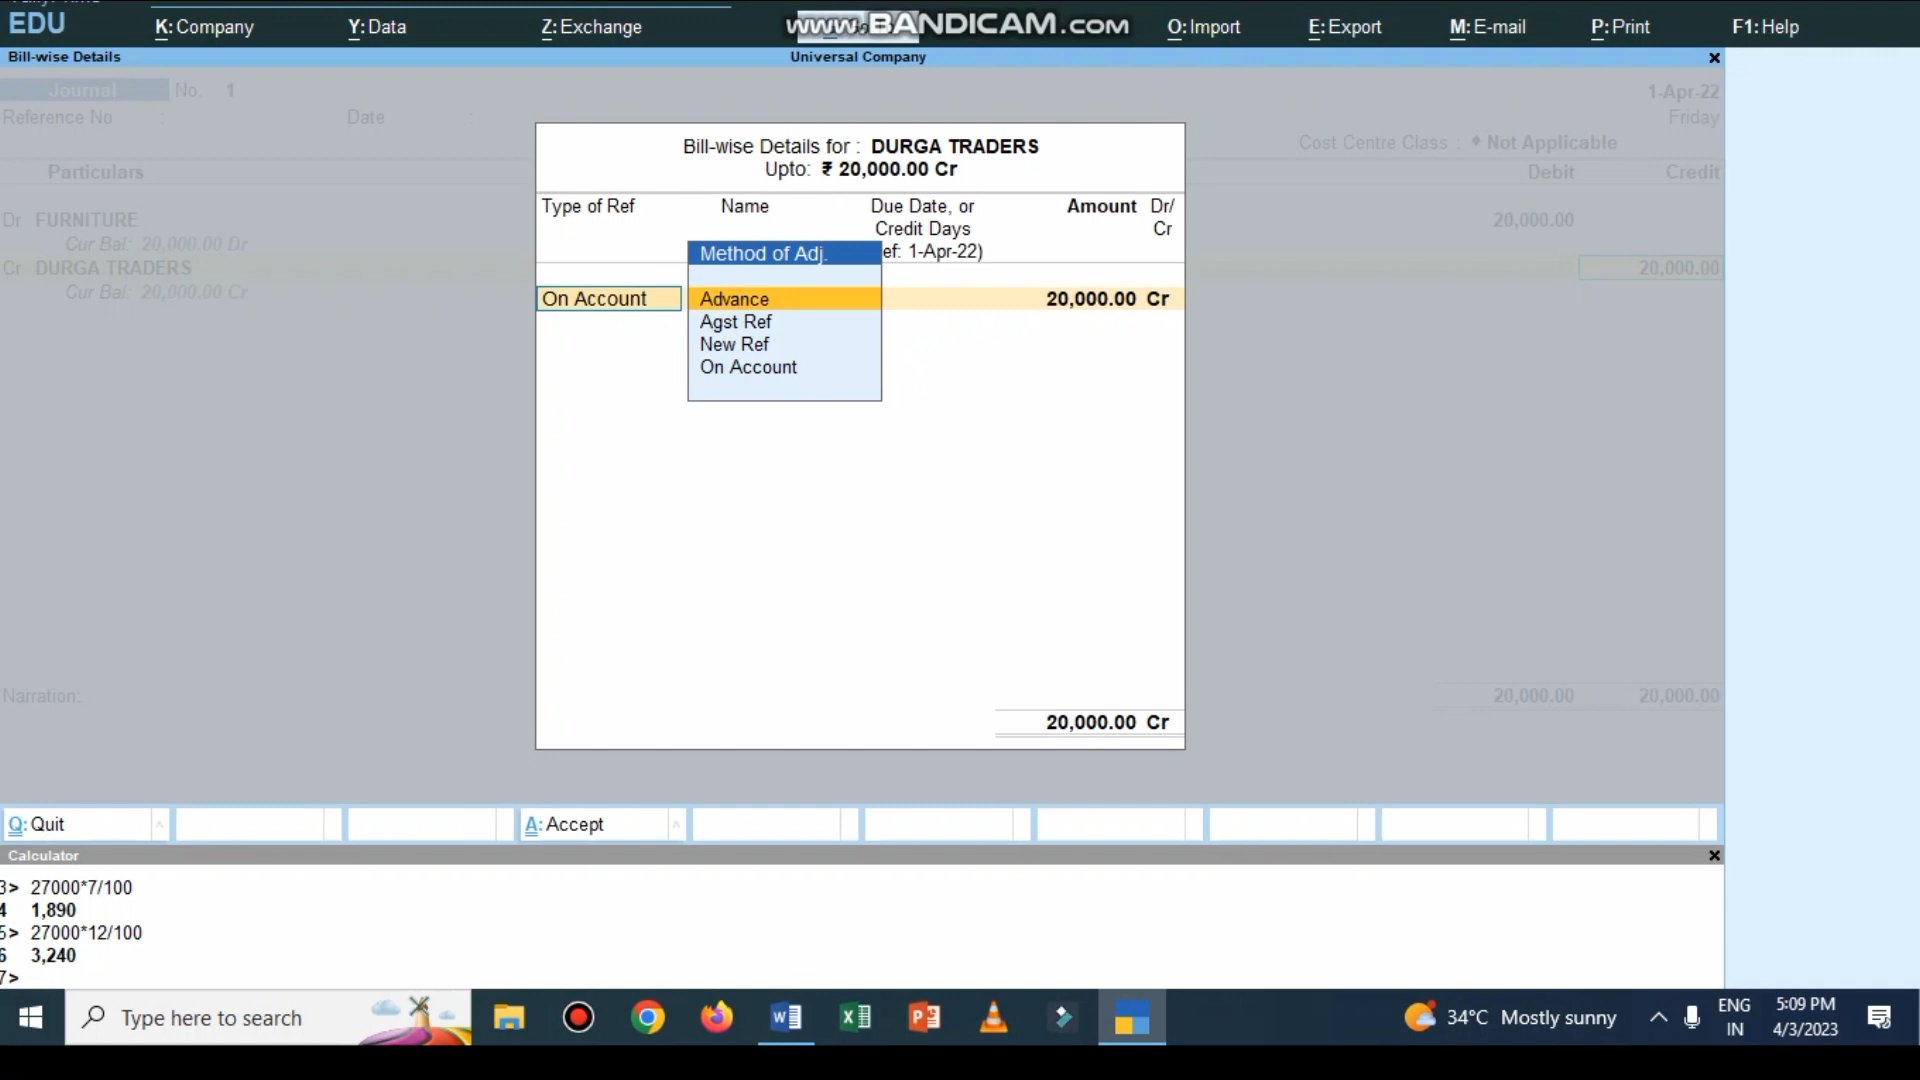 EDU
K: Company
Y: Data
Z: Exchange
www.BANDICAM.com
O: Import
E: Export
M: E-mail
P: Print
F1: Help
Bill-wise Details
Universal Company
Journal No. 1
1-Apr-22
Reference No : Date :
Friday
Cost Centre Class : ♦ Not Applicable
Particulars
Debit Credit
Dr FURNITURE
20,000.00
Cur Bal: 20,000.00 Dr
Cr DURGA TRADERS
20,000.00
Cur Bal: 20,000.00 Cr
Bill-wise Details for : DURGA TRADERS
Upto: ₹ 20,000.00 Cr
Type of Ref Name Due Date, or Amount Dr/
Credit Days Cr
ef: 1-Apr-22)
Method of Adj.
On Account
Advance
20,000.00 Cr
Agst Ref
New Ref
On Account
Narration:
20,000.00 20,000.00
20,000.00 Cr
Q: Quit
A: Accept
Calculator
3> 27000*7/100
4 1,890
5> 27000*12/100
6 3,240
7>
Type here to search
34°C Mostly sunny
ENG
IN
5:09 PM
4/3/2023